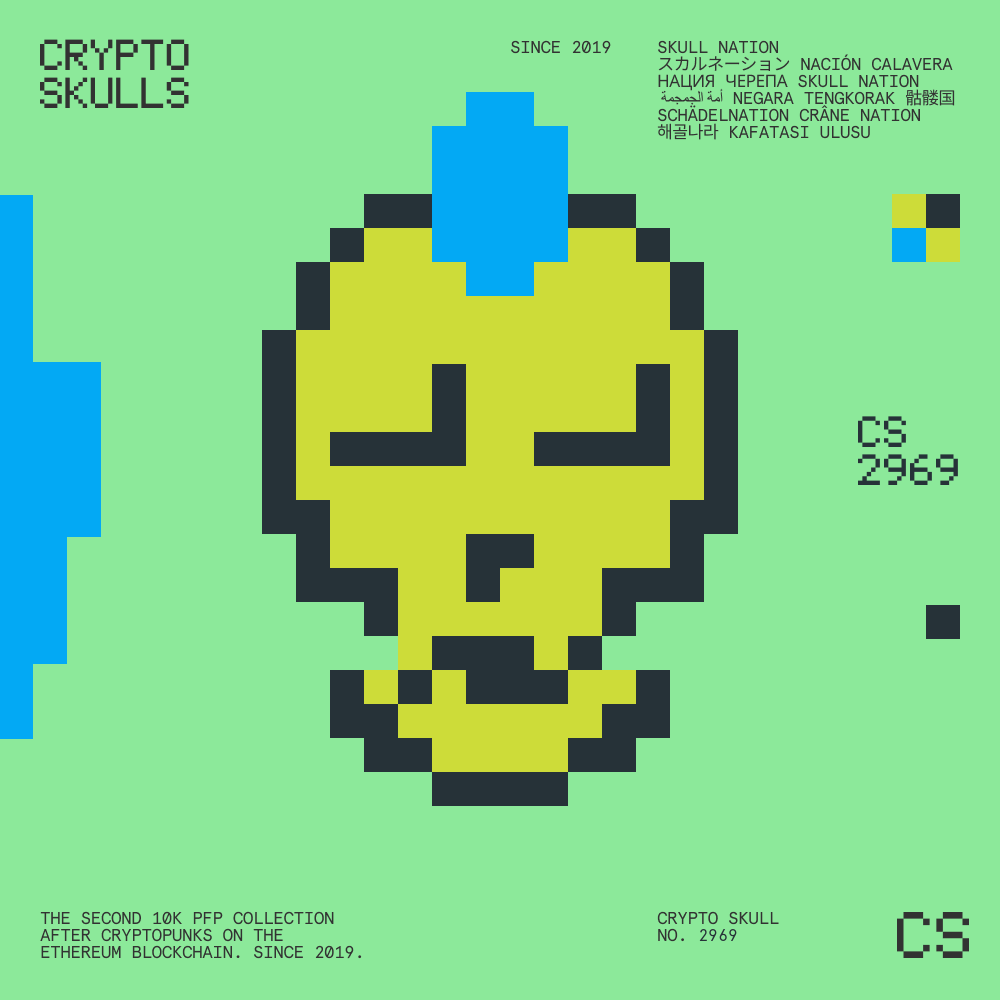 CRYPTO
SKULLS
SINCE 2019
SKULL NATION
スカルネーション NACIÓN CALAVERA
НАЦИЯ ЧЕРЕПА SKULL NATION
أمة الجمجمة NEGARA TENGKORAK 骷髅国
SCHÄDELNATION CRÂNE NATION
해골나라 KAFATASI ULUSU
CS
2969
THE SECOND 10K PFP COLLECTION
AFTER CRYPTOPUNKS ON THE
ETHEREUM BLOCKCHAIN. SINCE 2019.
CRYPTO SKULL
NO. 2969
CS